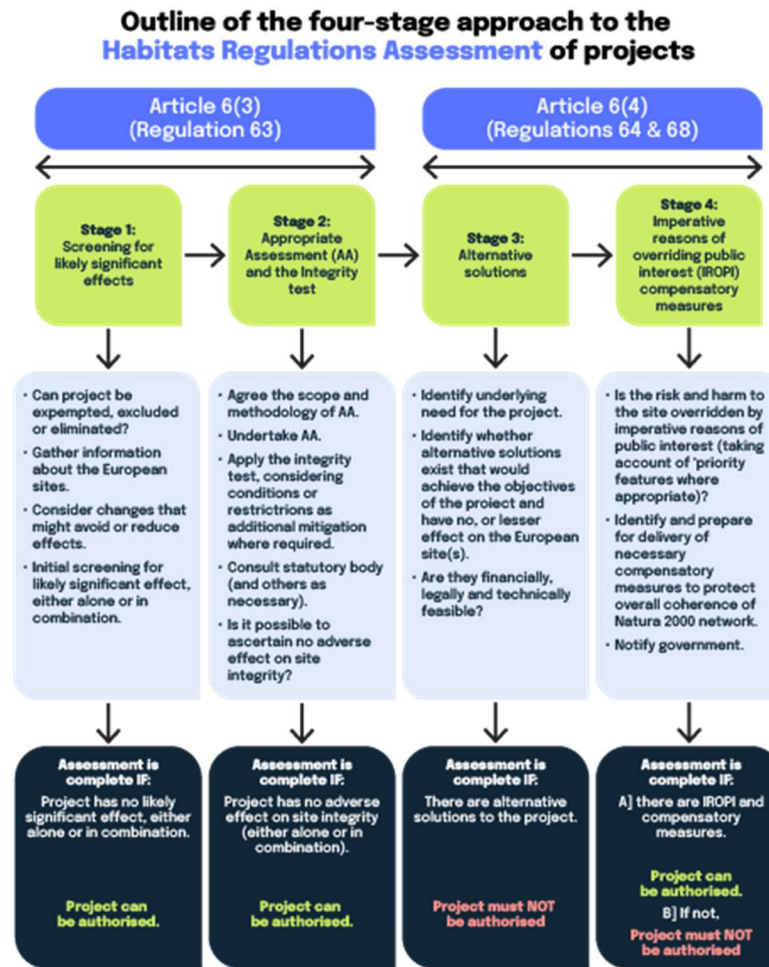 Outline of the four-stage approach to the
Habitats Regulations Assessment of projects
Article 6(3)
(Regulation 63)
Article 6(4)
(Regulations 64 & 68)
Stage 1:
Screening for
likely significant
effects
Stage 2:
Appropriate
Assessment (AA)
and the Integrity
test
Stage 3:
Alternative
solutions
Stage 4:
Imperative
reasons of
overriding public
interest (IROPI)
compensatory
measures
• Can project be
expempted, excluded
or eliminated?
• Gather information
about the European
sites.
• Consider changes that
might avoid or reduce
effects.
• Initial screening for
likely significant effect,
either alone or in
combination.
• Agree the scope and
methodology of AA.
• Undertake AA.
• Apply the integrity
test, considering
conditions or
restrictrions as
additional mitigation
where required.
• Consult statutory body
(and others as
necessary).
• Is it possible to
ascertain no adverse
effect on site
integrity?
• Identify underlying
need for the project.
• Identify whether
alternative solutions
exist that would
achieve the objectives
of the project and
have no, or lesser
effect on the European
site(s).
• Are they financially,
legally and technically
feasible?
• Is the risk and harm to
the site overridden by
imperative reasons of
public interest (taking
account of 'priority
features where
appropriate)?
• Identify and prepare
for delivery of
necessary
compensatory
measures to protect
overall coherence of
Natura 2000 network.
• Notify government.
Assessment is
complete IF:
Project has no likely
significant effect, either
alone or in combination.
Project can
be authorised.
Assessment is
complete IF:
Project has no adverse
effect on site integrity
(either alone or in
combination).
Project can
be authorised.
Assessment is
complete IF:
There are alternative
solutions to the project.
Project must NOT
be authorised
Assessment is
complete IF:
A] there are IROPI and
compensatory
measures.
Project can
be authorised.
B] If not,
Project must NOT
be authorised